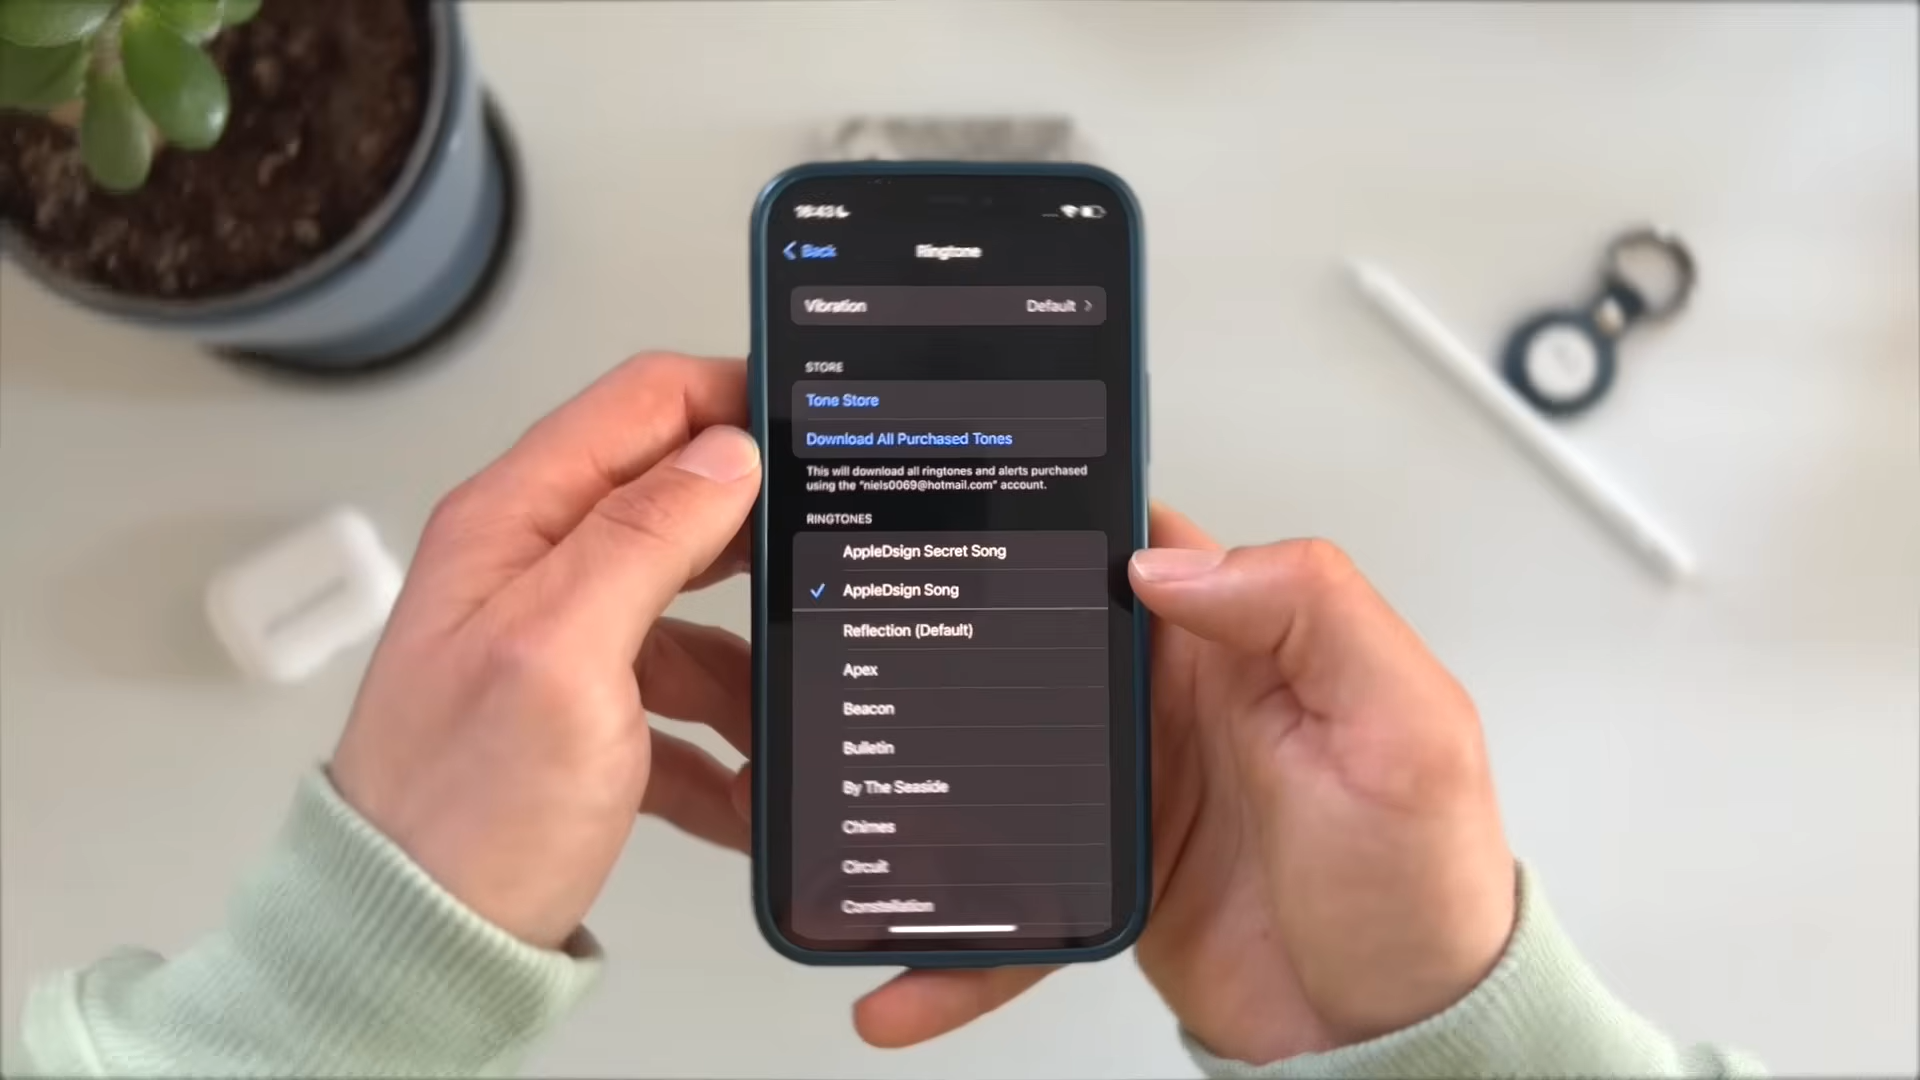 Back
Ringtone
Vibration
Default
STORE
Tone Store
Download All Purchased Tones
This will download all ringtones and alerts purchased
using the “niels0069@hotmail.com” account.
RINGTONES
AppleDsign Secret Song
AppleDsign Song
Reflection (Default)
Apex
Beacon
Bulletin
By The Seaside
Chimes
Circuit
Constellation